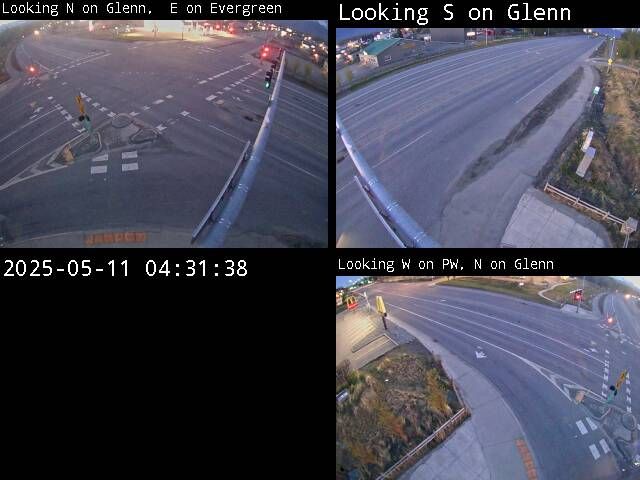 Looking N on Glenn,  E on Evergreen
Looking S on Glenn
2025-05-11 04:31:38
Looking W on PW, N on Glenn